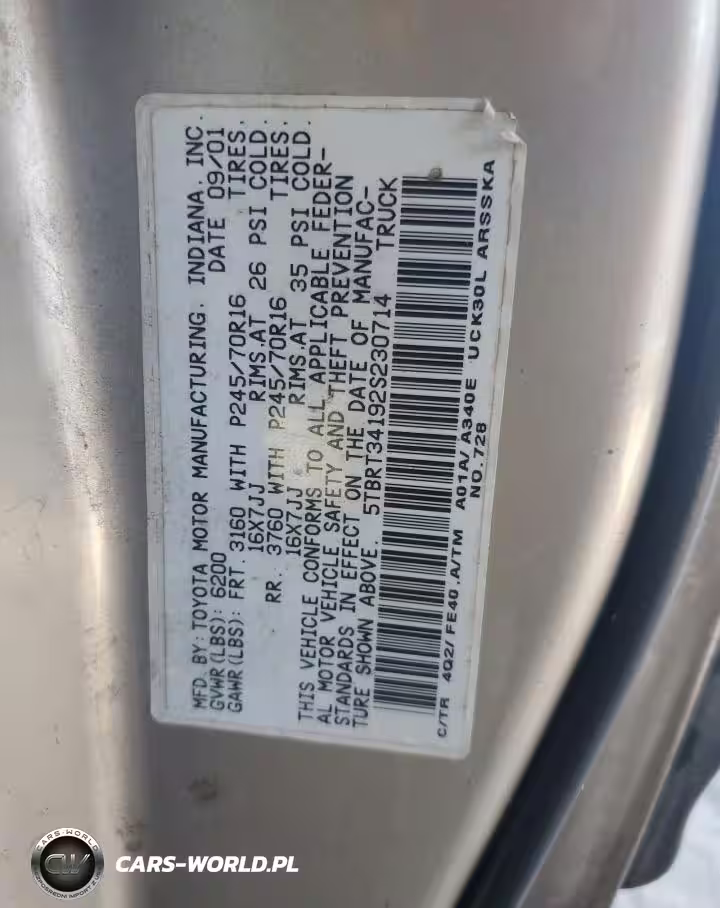 MFD. BY: TOYOTA MOTOR MANUFACTURING, INDIANA, INC.
GVWR(LBS): 6200 DATE 09/01
GAWR(LBS): FRT. 3160 WITH P245/70R16 TIRES,
16X7JJ RIMS.AT 26 PSI COLD.
RR. 3760 WITH P245/70R16 TIRES,
16X7JJ RIMS.AT 35 PSI COLD.
THIS VEHICLE CONFORMS TO ALL APPLICABLE FEDER-
AL MOTOR VEHICLE SAFETY AND THEFT PREVENTION
STANDARDS IN EFFECT ON THE DATE OF MANUFAC-
TURE SHOWN ABOVE. 5TBRT34192S230714 TRUCK
C/TR 4Q2/ FE40 .A/TM A01A/ A340E UCK30L ARSSKA
NO.728
CARS-WORLD
CW
CARS-WORLD.PL